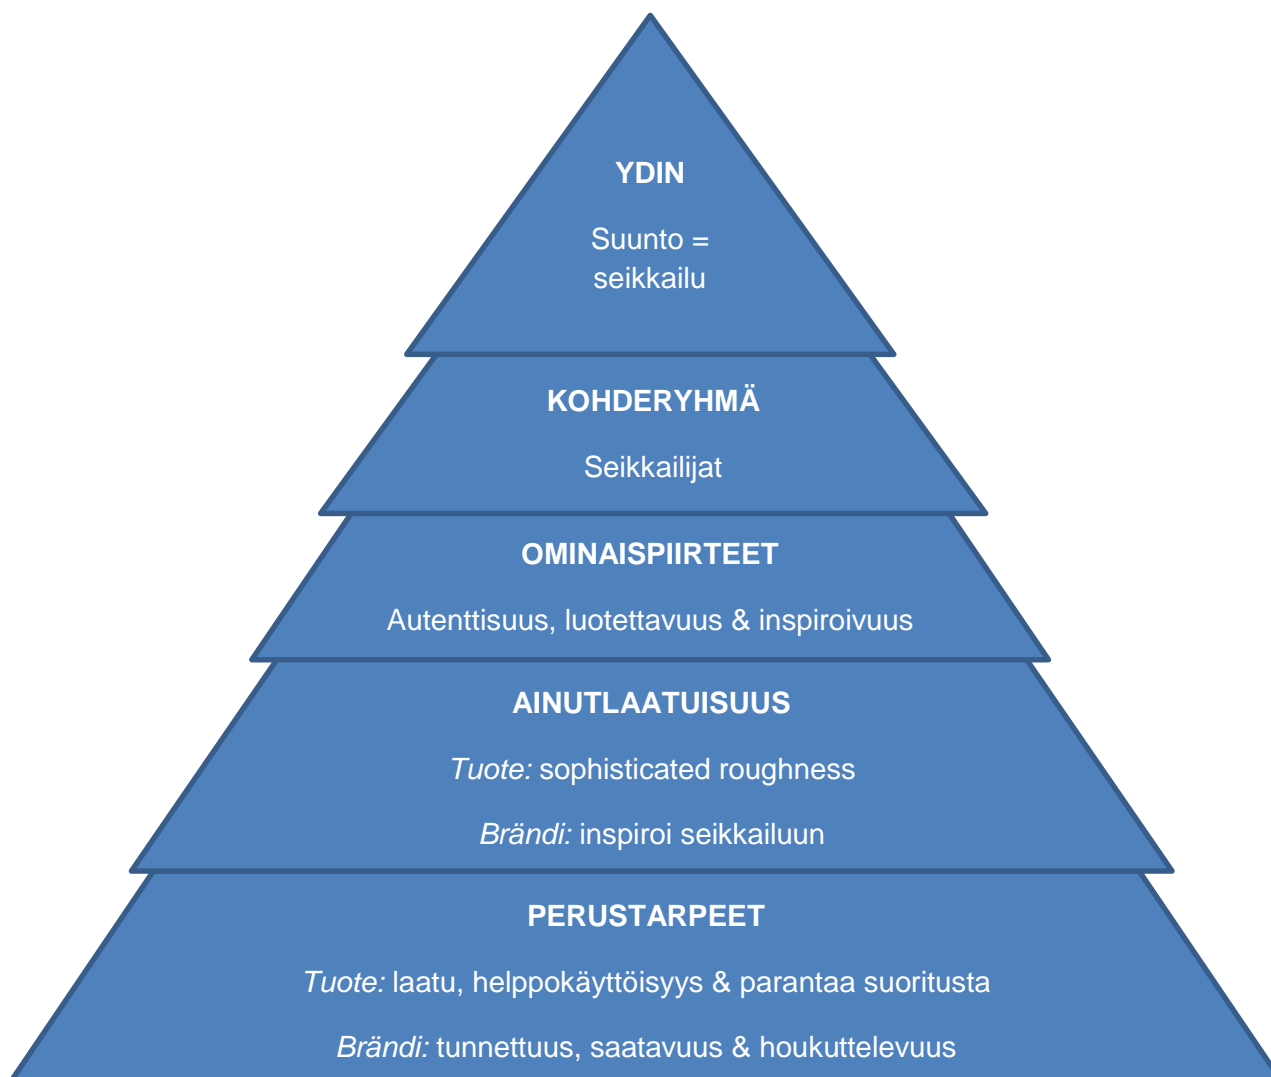 YDIN
Suunto =
seikkailu
KOHDERYHMÄ
Seikkailijat
OMINAISPIIRTEET
Autenttisuus, luotettavuus & inspiroivuus
AINUTLAATUISUUS
Tuote: sophisticated roughness
Brändi: inspiroi seikkailuun
PERUSTARPEET
Tuote: laatu, helppokäyttöisyys & parantaa suoritusta
Brändi: tunnettuus, saatavuus & houkuttelevuus